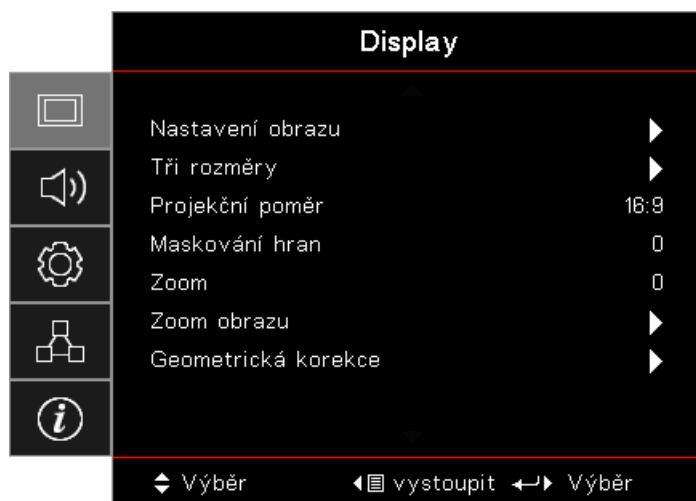 Display
Nastavení obrazu
Tři rozměry
Projekční poměr 16:9
Maskování hran 0
Zoom 0
Zoom obrazu
Geometrická korekce
Výběr vystoupit Výběr